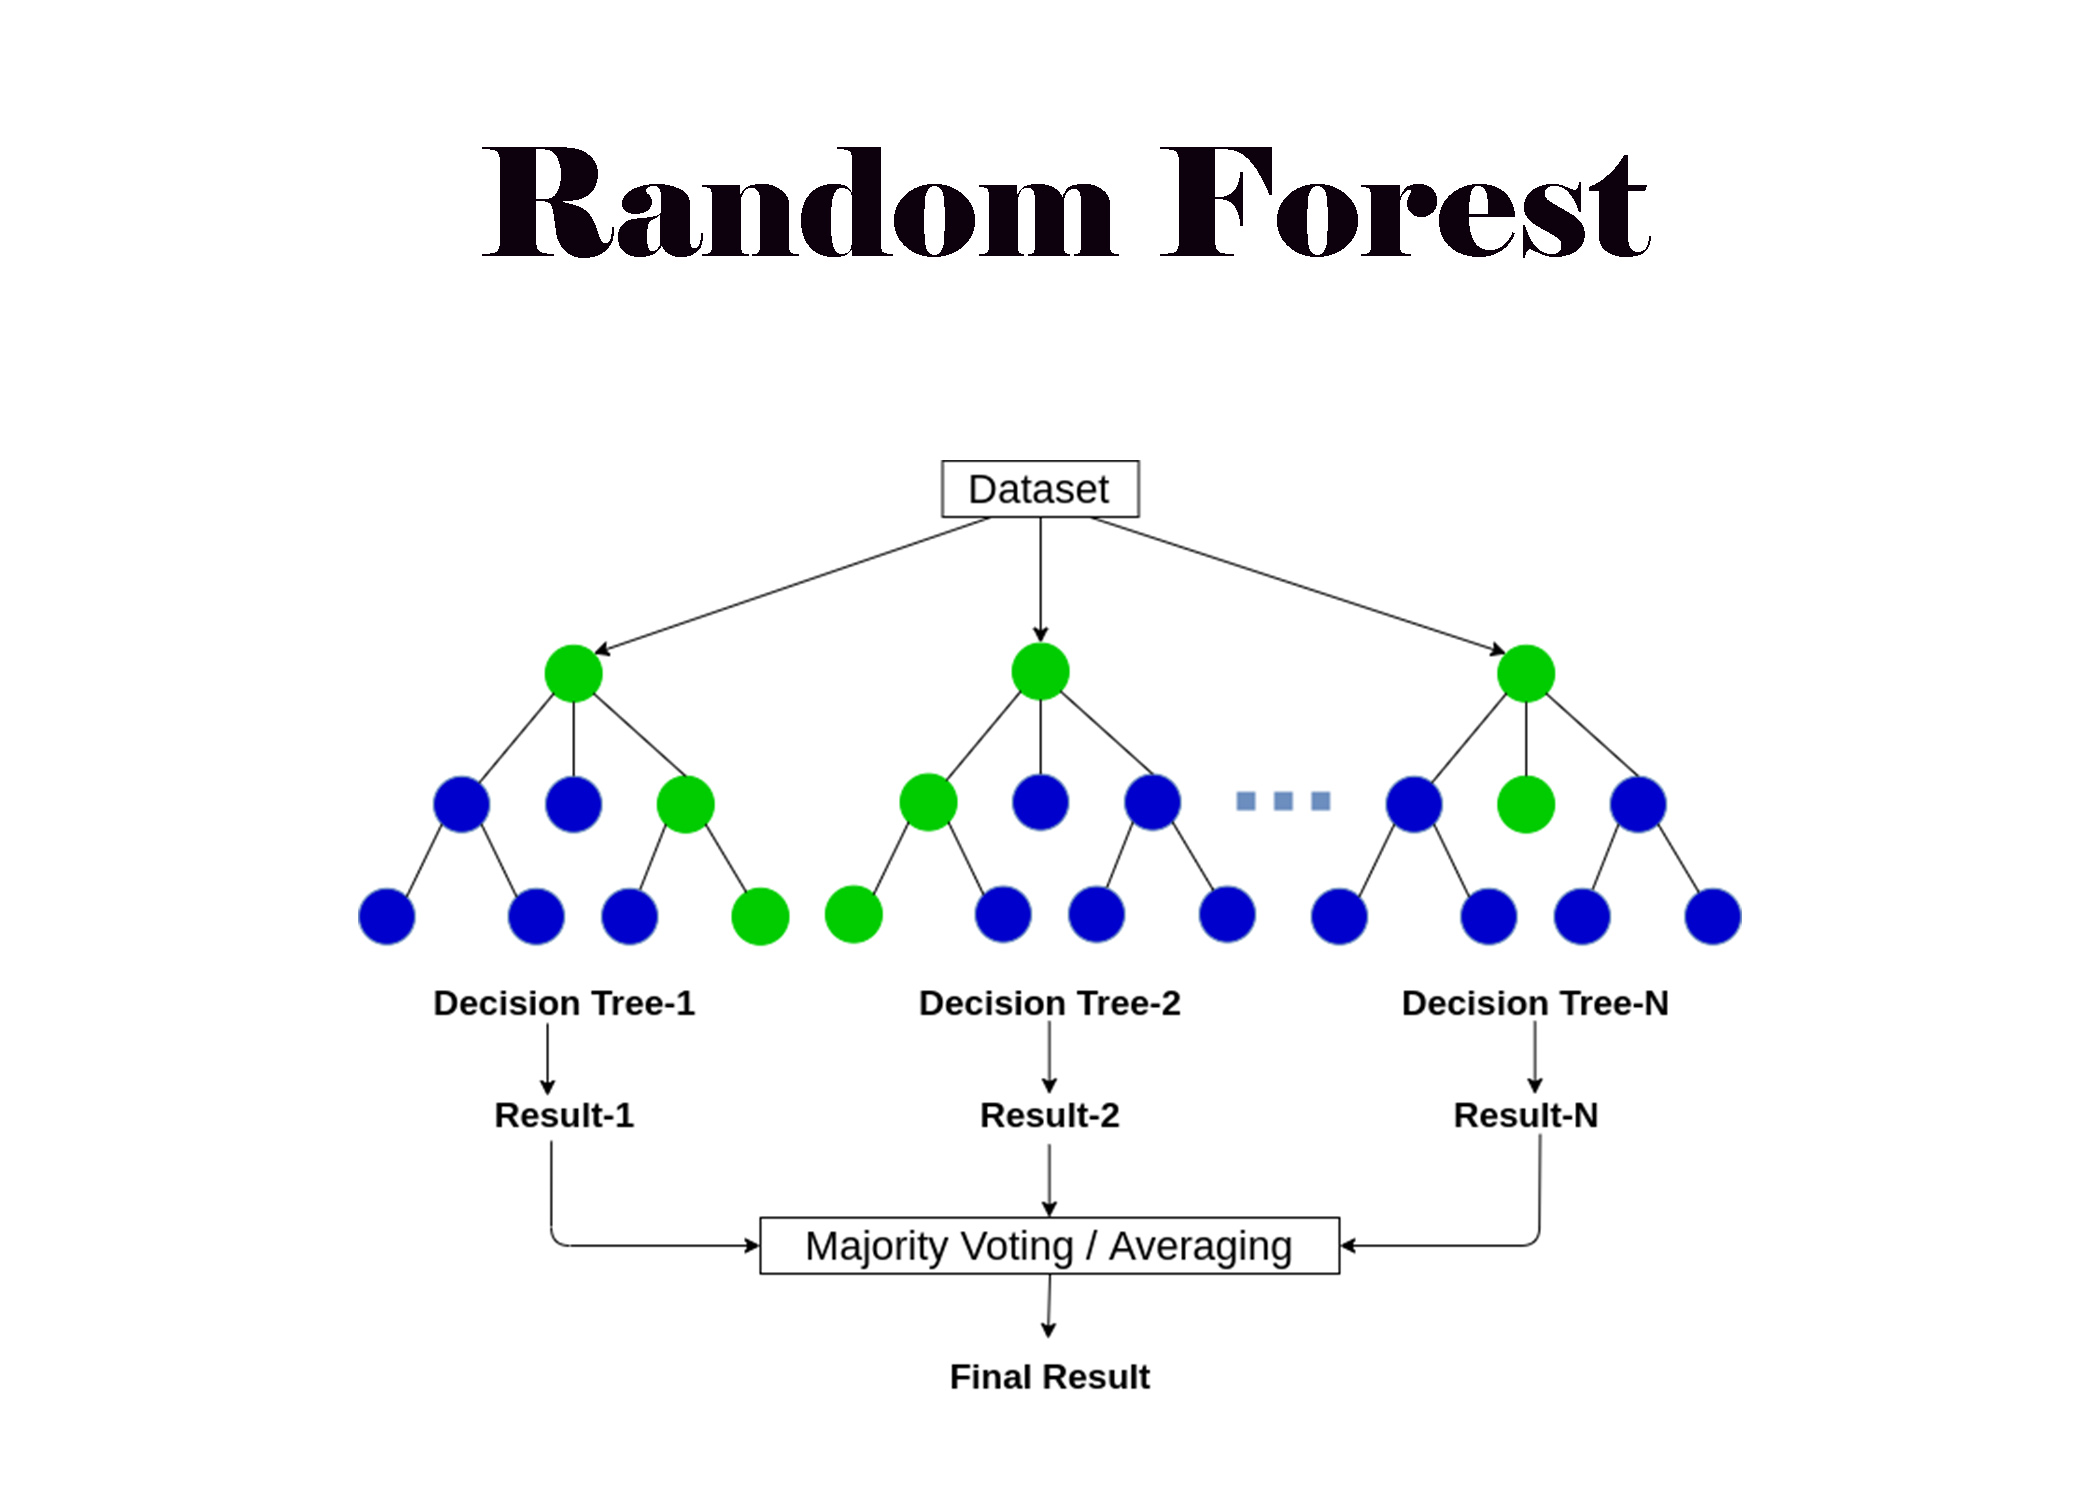 Random Forest
Dataset
Decision Tree-1
Decision Tree-2
Decision Tree-N
Result-1
Result-2
Result-N
Majority Voting / Averaging
Final Result